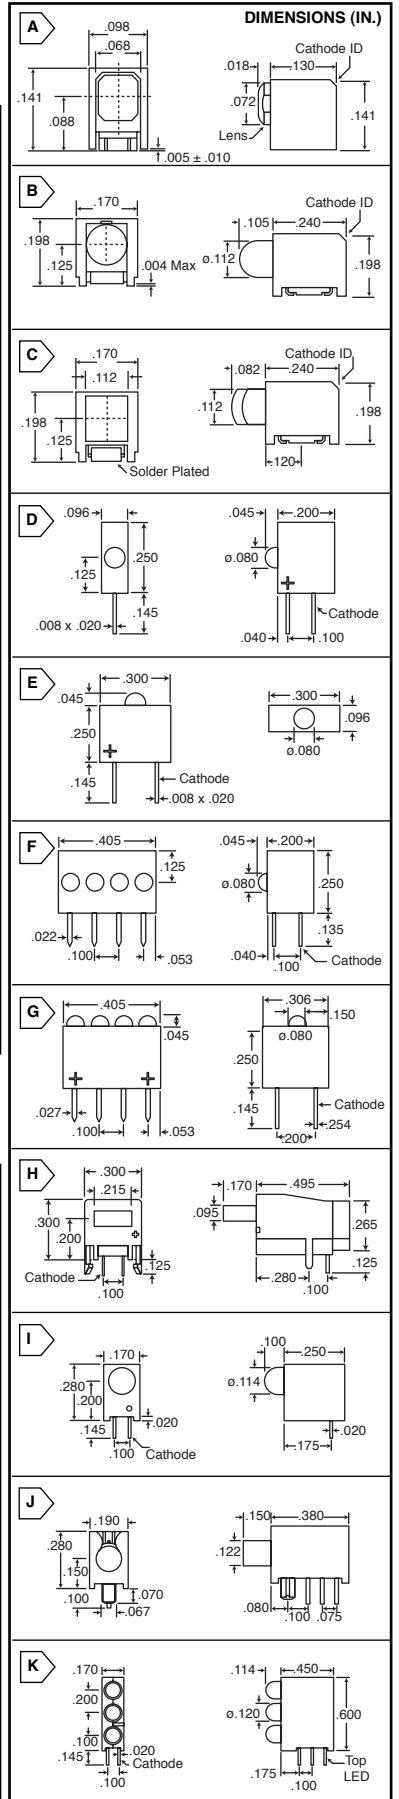 DIMENSIONS (IN.)
A
.098
.068
.141
.088
.005 ± .010
Cathode ID
.018
.130
.072
.141
Lens
B
.170
.198
.125
.004 Max
Cathode ID
.105
.240
ø.112
.198
C
.170
.112
.198
.125
Solder Plated
Cathode ID
.082
.240
.112
.198
.120
D
.096
.250
.125
.145
.008 x .020
.045
.200
ø.080
Cathode
.040
.100
E
.300
.045
.250
.145
Cathode
.008 x .020
.300
.096
ø.080
F
.405
.125
.022
.100
.053
.045
.200
ø.080
.250
.135
.040
.100
Cathode
G
.405
.045
.027
.100
.053
.306
.150
ø.080
.250
.145
Cathode
.254
.200
H
.300
.215
.300
.200
.125
Cathode
.100
.170
.495
.095
.265
.125
.280
.100
I
.170
.280
.200
.020
.145
.100
Cathode
.100
.250
ø.114
.020
.175
J
.190
.280
.150
.100
.070
.067
.150
.380
.122
.080
.100
.075
K
.170
.200
.100
.020
.145
Cathode
.100
.114
.450
ø.120
.600
.175
.100
Top
LED